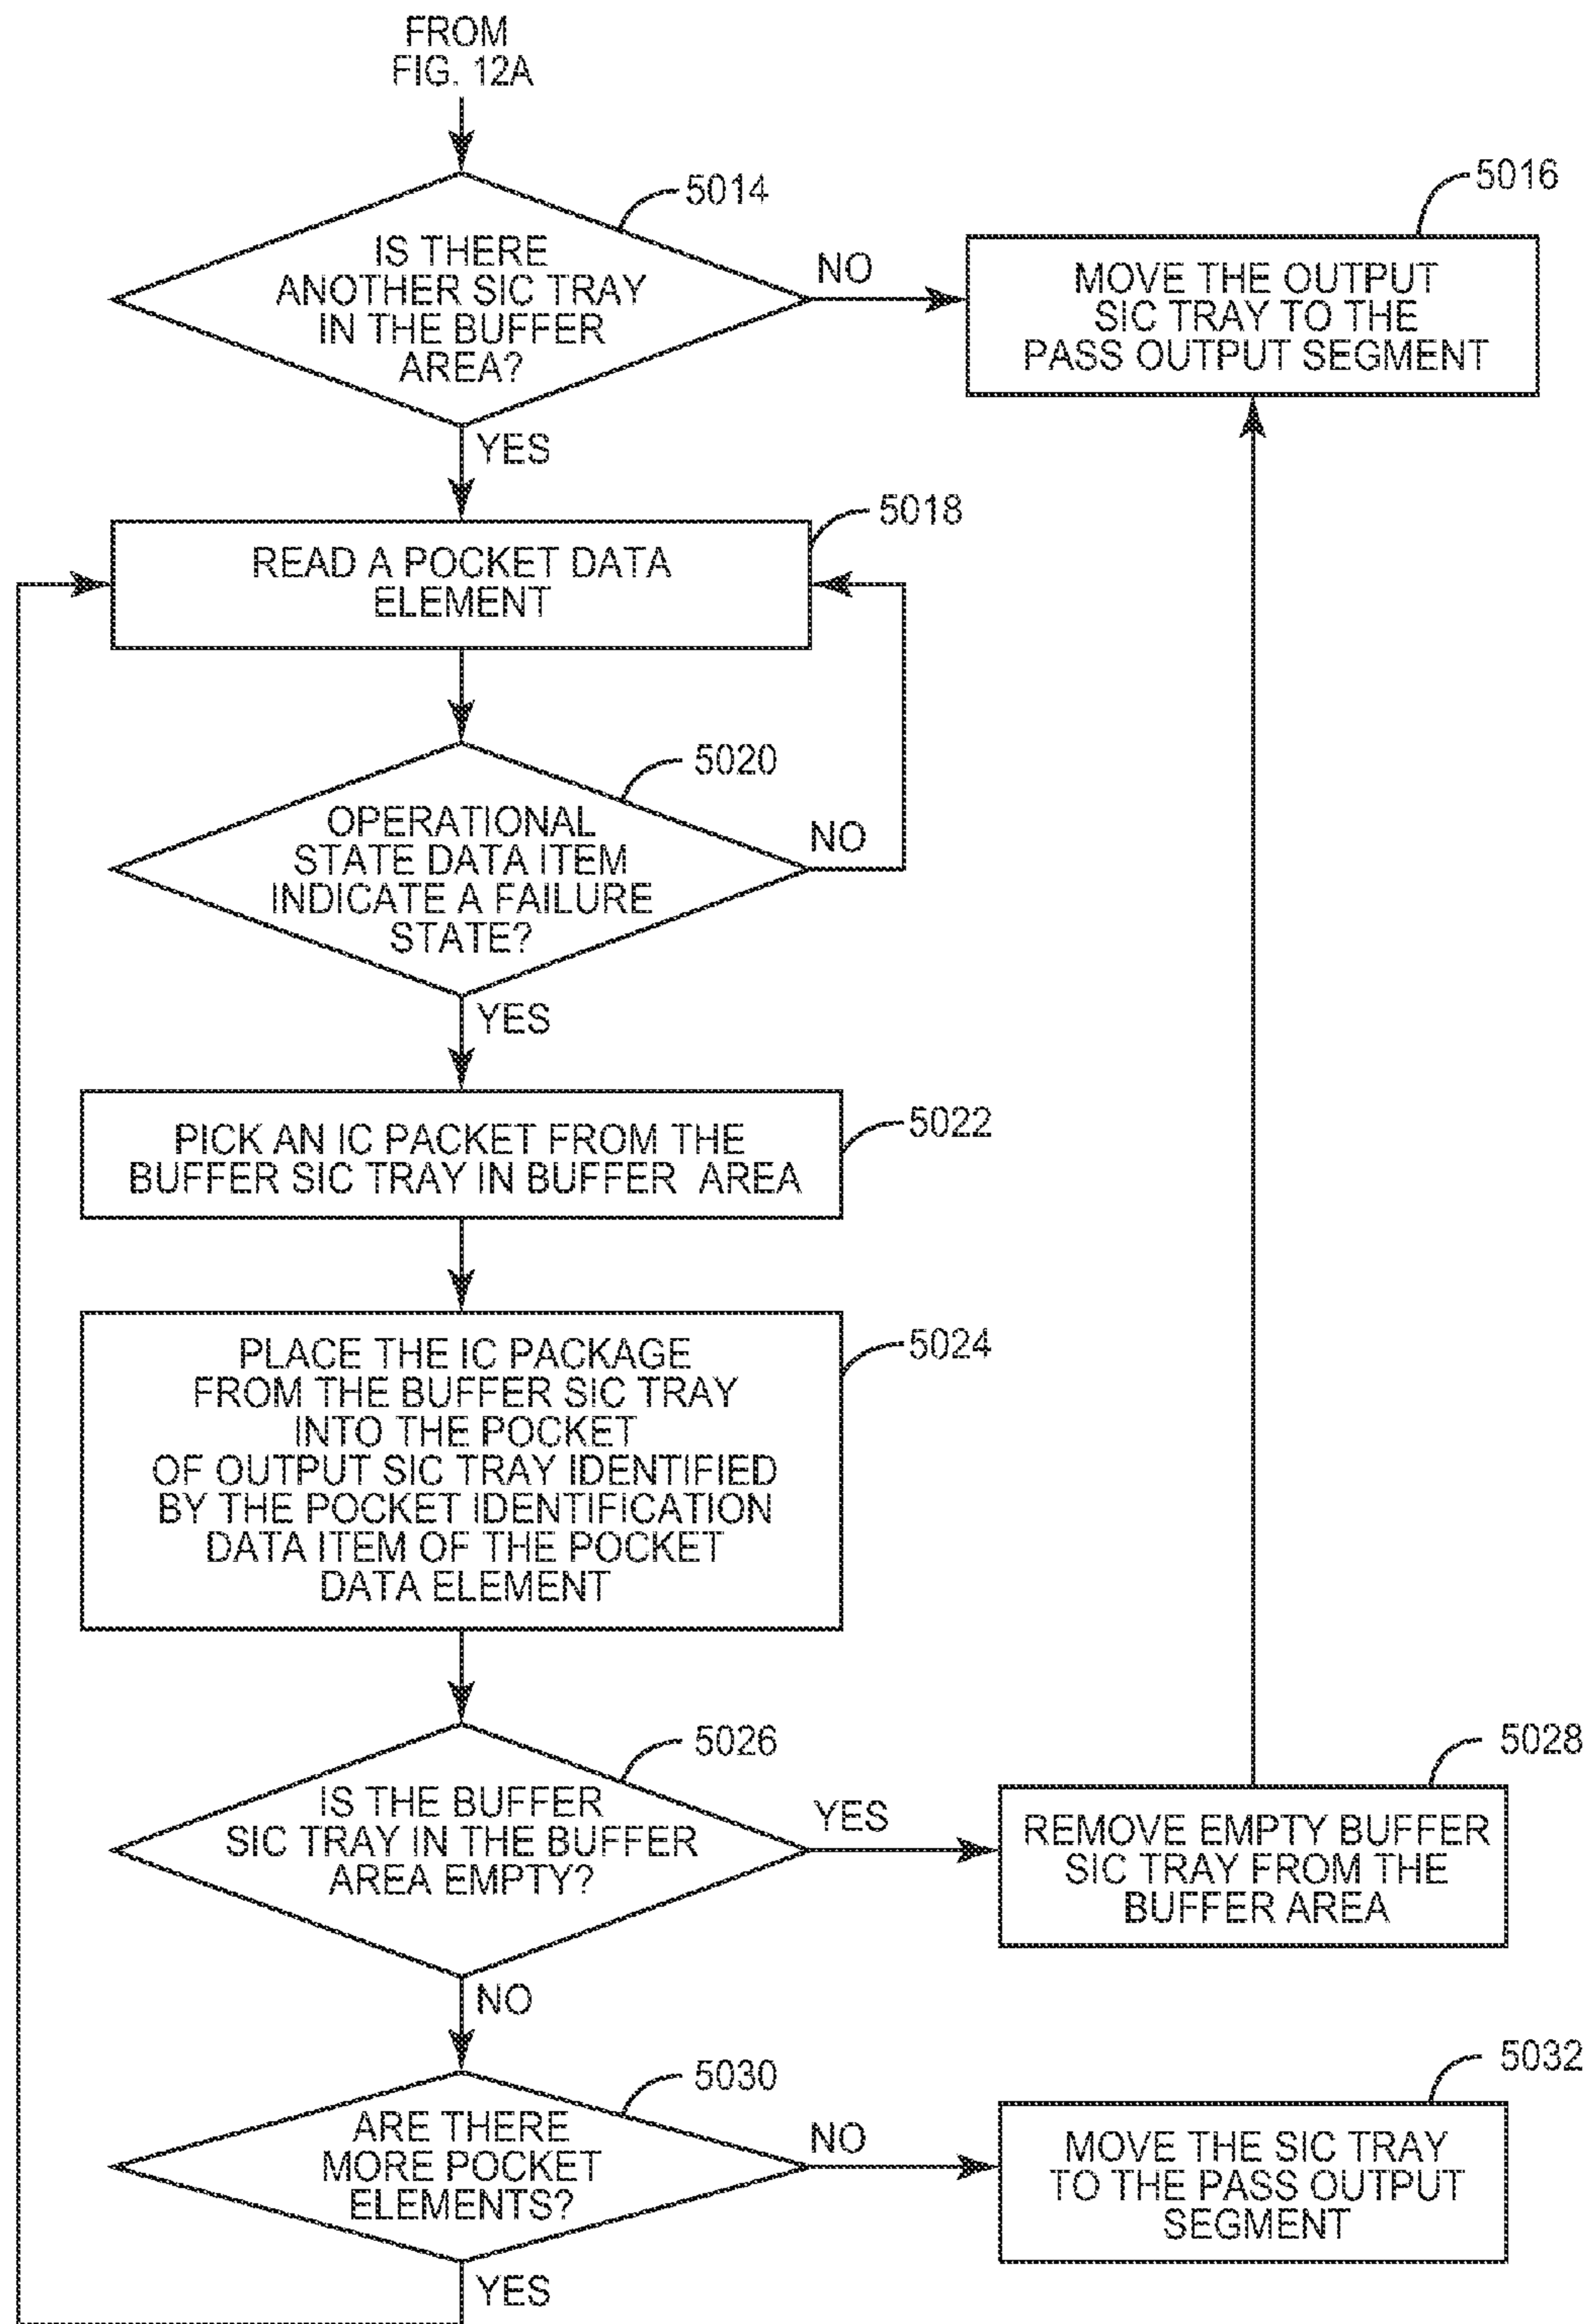 FROM
FIG. 12A
5014
IS THERE
ANOTHER SIC TRAY
IN THE BUFFER
AREA?
NO
5016
MOVE THE OUTPUT
SIC TRAY TO THE
PASS OUTPUT SEGMENT
YES
5018
READ A POCKET DATA
ELEMENT
5020
OPERATIONAL
STATE DATA ITEM
INDICATE A FAILURE
STATE?
NO
YES
5022
PICK AN IC PACKET FROM THE
BUFFER SIC TRAY IN BUFFER AREA
5024
PLACE THE IC PACKAGE
FROM THE BUFFER SIC TRAY
INTO THE POCKET
OF OUTPUT SIC TRAY IDENTIFIED
BY THE POCKET IDENTIFICATION
DATA ITEM OF THE POCKET
DATA ELEMENT
5026
IS THE BUFFER
SIC TRAY IN THE BUFFER
AREA EMPTY?
YES
5028
REMOVE EMPTY BUFFER
SIC TRAY FROM THE
BUFFER AREA
NO
5030
ARE THERE
MORE POCKET
ELEMENTS?
NO
5032
MOVE THE SIC TRAY
TO THE PASS OUTPUT
SEGMENT
YES